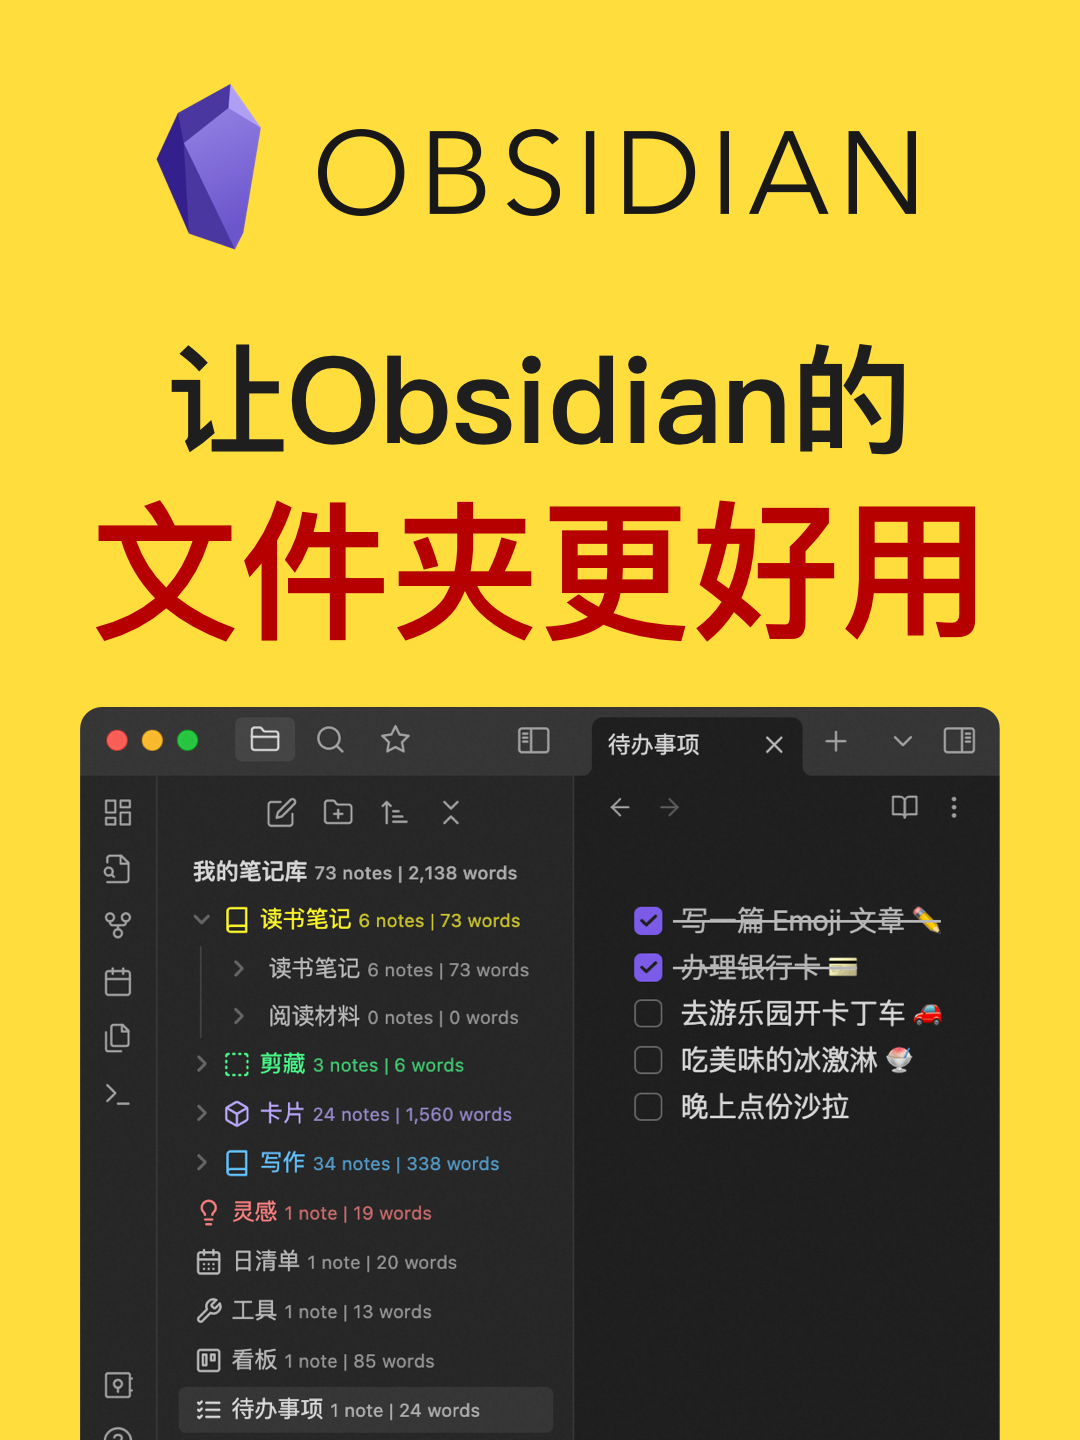 OBSIDIAN
让Obsidian的
文件夹更好用
待办事项
我的笔记库 73 notes | 2,138 words
读书笔记 6 notes | 73 words
读书笔记 6 notes | 73 words
阅读材料 0 notes | 0 words
剪藏 3 notes | 6 words
卡片 24 notes | 1,560 words
写作 34 notes | 338 words
灵感 1 note | 19 words
日清单 1 note | 20 words
工具 1 note | 13 words
看板 1 note | 85 words
待办事项 1 note | 24 words
写一篇 Emoji 文章 ✏️
办理银行卡 💳
去游乐园开卡丁车 🚗
吃美味的冰激淋 🍨
晚上点份沙拉